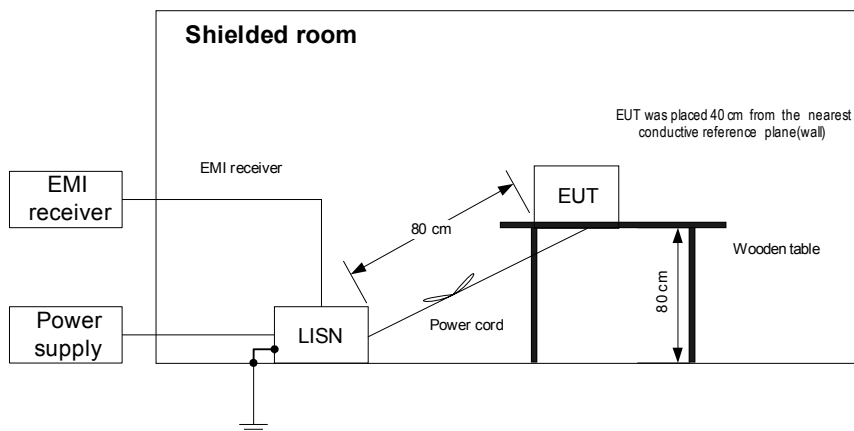 Shielded room
EUT was placed 40 cm from the nearest
conductive reference plane(wall)
EMI receiver
EMI
receiver
EUT
80 cm
Wooden table
80 cm
Power
supply
LISN
Power cord